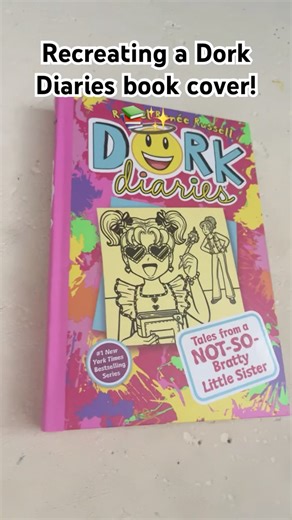 Recreating a Dork
Diaries book cover!
née Russell
DORK
diaries
#1 New
York Times
Bestselling
Series
Tales from a
NOT-SO-
Bratty
Little Sister